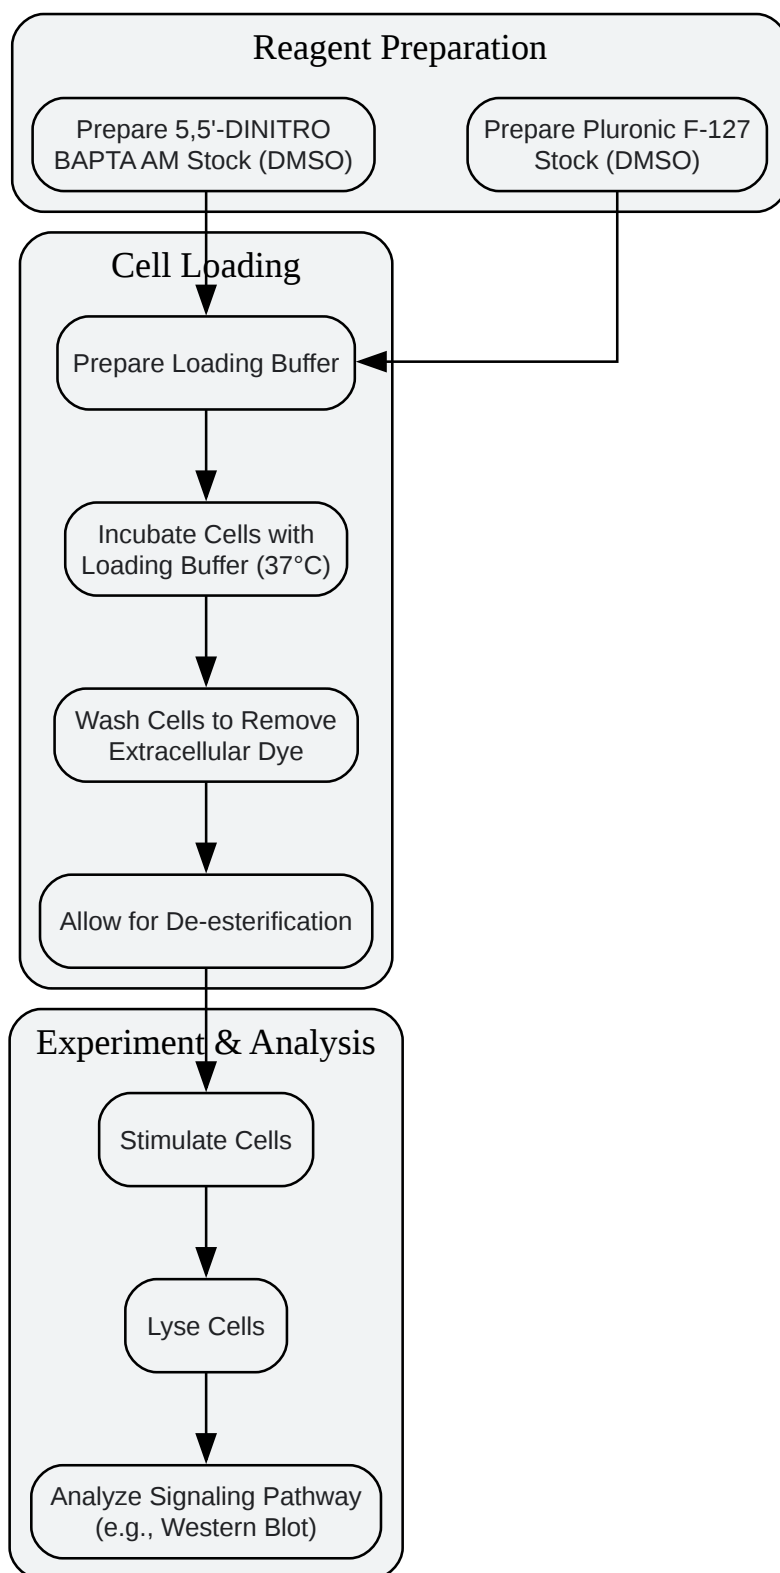 Reagent Preparation
Prepare 5,5'-DINITRO
BAPTA AM Stock (DMSO)
Prepare Pluronic F-127
Stock (DMSO)
Cell Loading
Prepare Loading Buffer
Incubate Cells with
Loading Buffer (37°C)
Wash Cells to Remove
Extracellular Dye
Allow for De-esterification
Experiment & Analysis
Stimulate Cells
Lyse Cells
Analyze Signaling Pathway
(e.g., Western Blot)